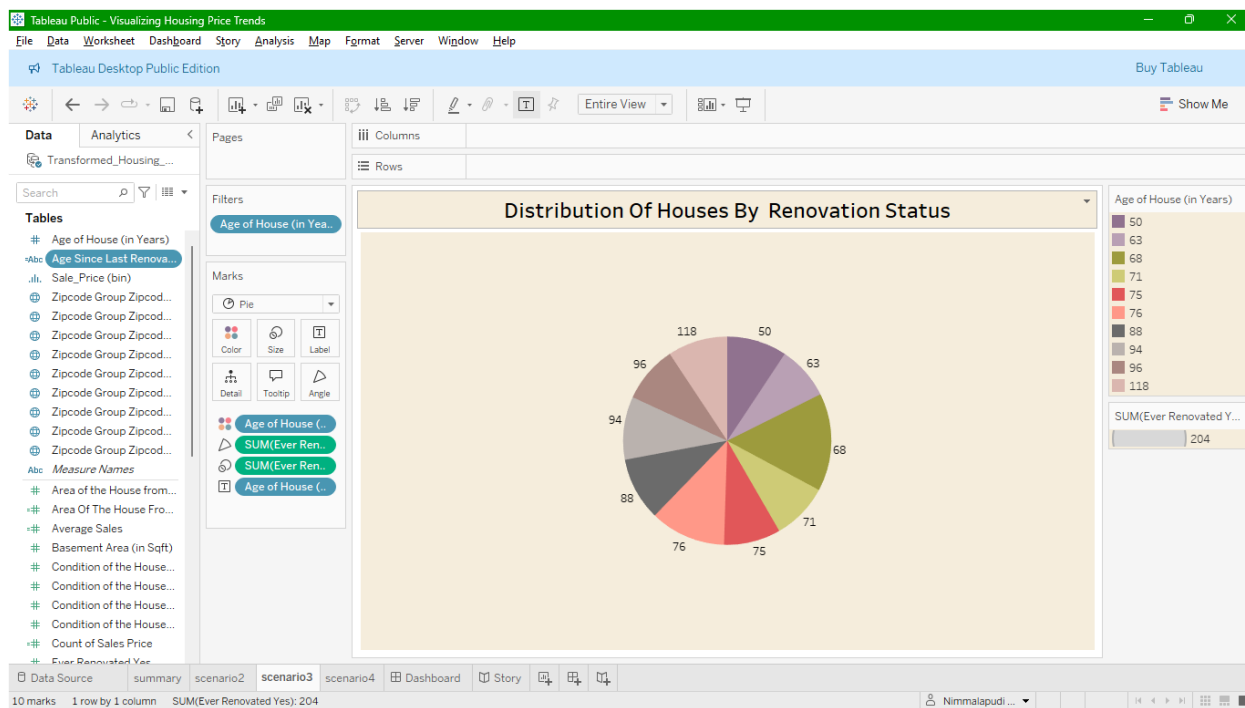 Tableau Public - Visualizing Housing Price Trends
File Data Worksheet Dashboard Story Analysis Map Format Server Window Help
Tableau Desktop Public Edition
Buy Tableau
Entire View
Show Me
Data Analytics
Transformed_Housing_...
Search
Tables
Age of House (in Years)
Abc Age Since Last Renova...
Sale_Price (bin)
Zipcode Group Zipcod...
Zipcode Group Zipcod...
Zipcode Group Zipcod...
Zipcode Group Zipcod...
Zipcode Group Zipcod...
Zipcode Group Zipcod...
Zipcode Group Zipcod...
Zipcode Group Zipcod...
Zipcode Group Zipcod...
Abc Measure Names
Area of the House from...
Area Of The House Fro...
Average Sales
Basement Area (in Sqft)
Condition of the House...
Condition of the House...
Condition of the House...
Condition of the House...
Count of Sales Price
Ever Renovated Yes
Pages
Filters
Age of House (in Yea..
Marks
Pie
Color Size Label
Detail Tooltip Angle
Age of House (..
SUM(Ever Ren..
SUM(Ever Ren..
Age of House (..
Columns
Rows
Distribution Of Houses By Renovation Status
118
50
96
63
94
68
88
71
76
75
Age of House (in Years)
50
63
68
71
75
76
88
94
96
118
SUM(Ever Renovated Y...
204
Data Source summary scenario2 scenario3 scenario4 Dashboard Story
10 marks 1 row by 1 column SUM(Ever Renovated Yes): 204
Nimmalapudi ...